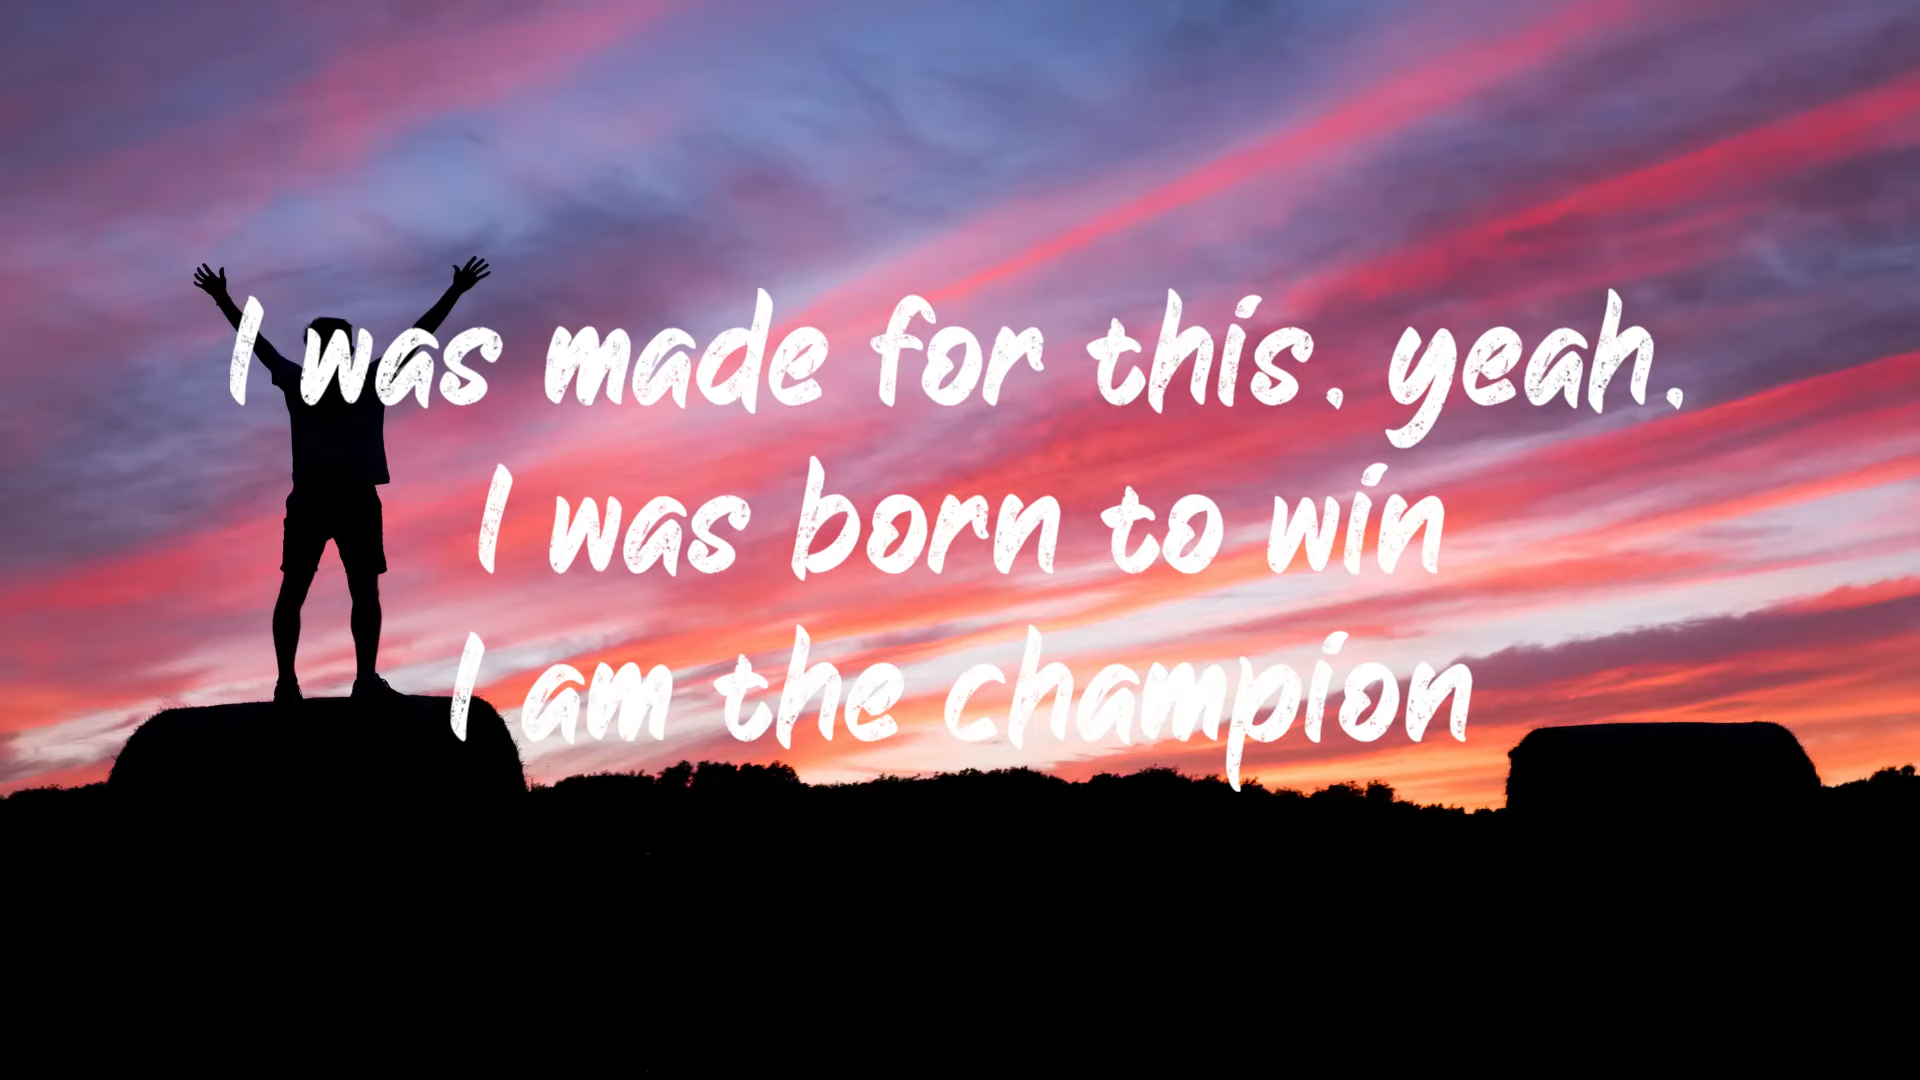 I was made for this, yeah,
I was born to win
I am the champion